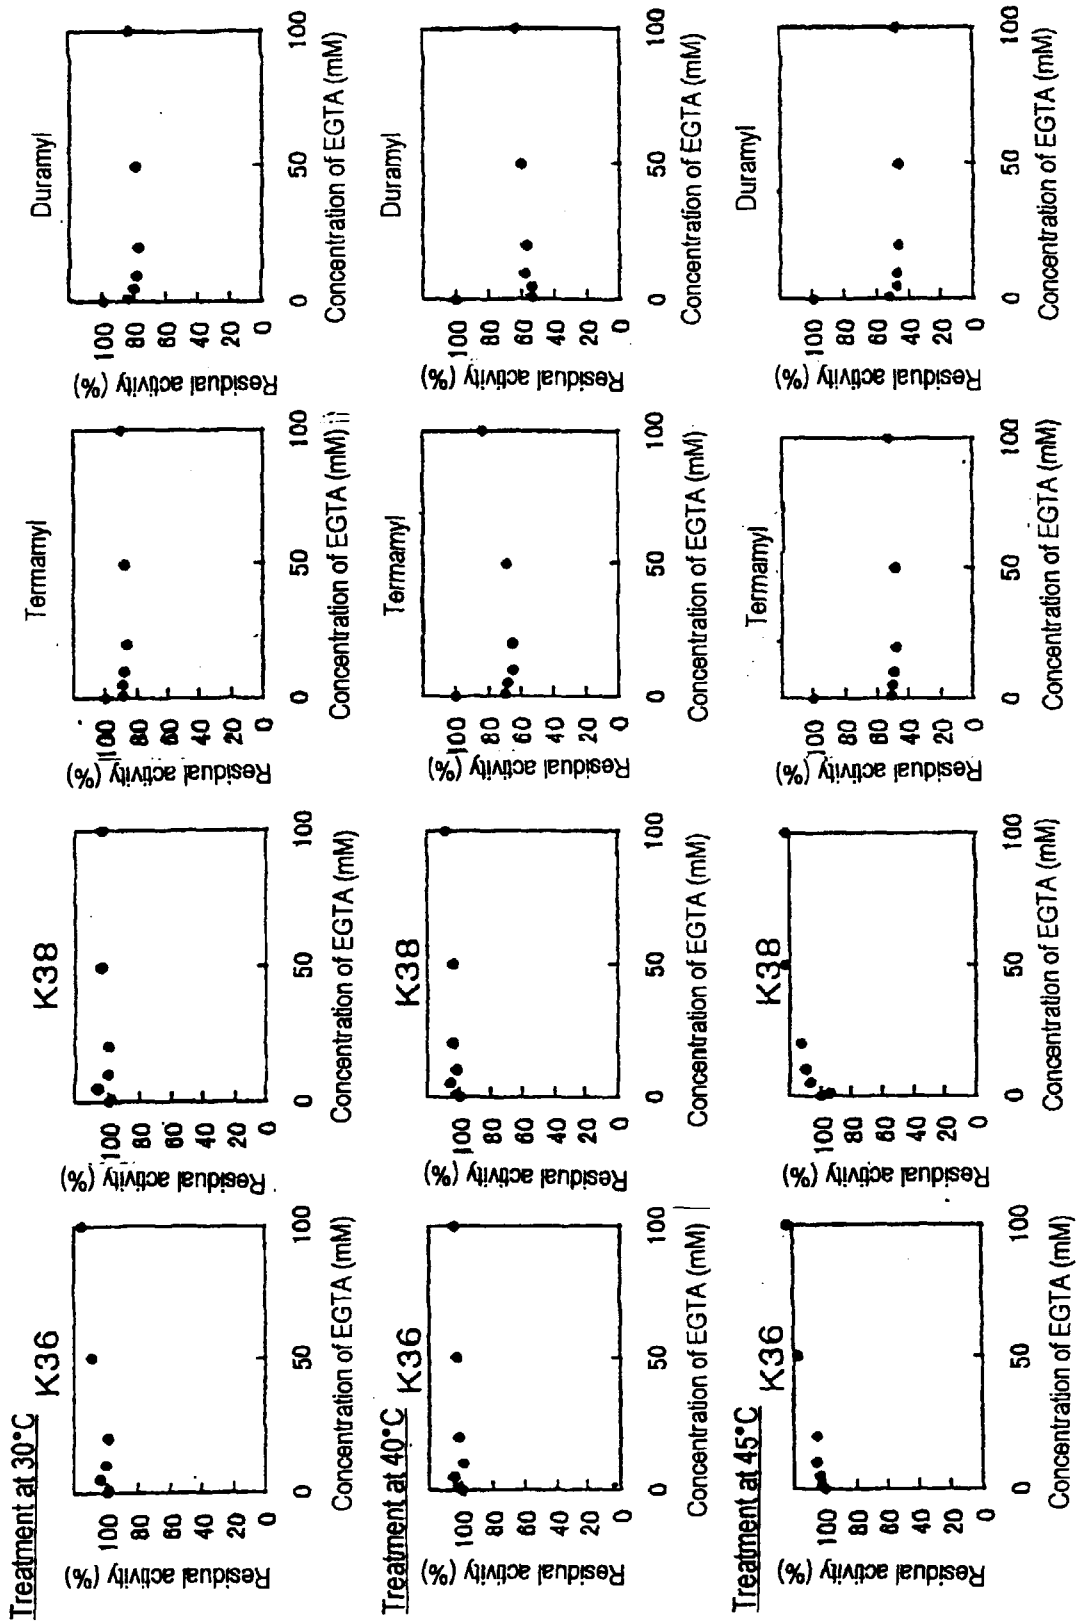 Treatment at 30°C
K36
Residual activity (%)
100
80
60
40
20
0
0
50
100
Concentration of EGTA (mM)
K38
Residual activity (%)
100
80
60
40
20
0
0
50
100
Concentration of EGTA (mM)
Termamyl
Residual activity (%)
100
80
60
40
20
0
0
50
100
Concentration of EGTA (mM)
Duramyl
Residual activity (%)
100
80
60
40
20
0
0
50
100
Concentration of EGTA (mM)
Treatment at 40°C
K36
Residual activity (%)
100
80
60
40
20
0
0
50
100
Concentration of EGTA (mM)
K38
Residual activity (%)
100
80
60
40
20
0
0
50
100
Concentration of EGTA (mM)
Termamyl
Residual activity (%)
100
80
60
40
20
0
0
50
100
Concentration of EGTA (mM)
Duramyl
Residual activity (%)
100
80
60
40
20
0
0
50
100
Concentration of EGTA (mM)
Treatment at 45°C
K36
Residual activity (%)
100
80
60
40
20
0
0
50
100
Concentration of EGTA (mM)
K38
Residual activity (%)
100
80
60
40
20
0
0
50
100
Concentration of EGTA (mM)
Termamyl
Residual activity (%)
100
80
60
40
20
0
0
50
100
Concentration of EGTA (mM)
Duramyl
Residual activity (%)
100
80
60
40
20
0
0
50
100
Concentration of EGTA (mM)